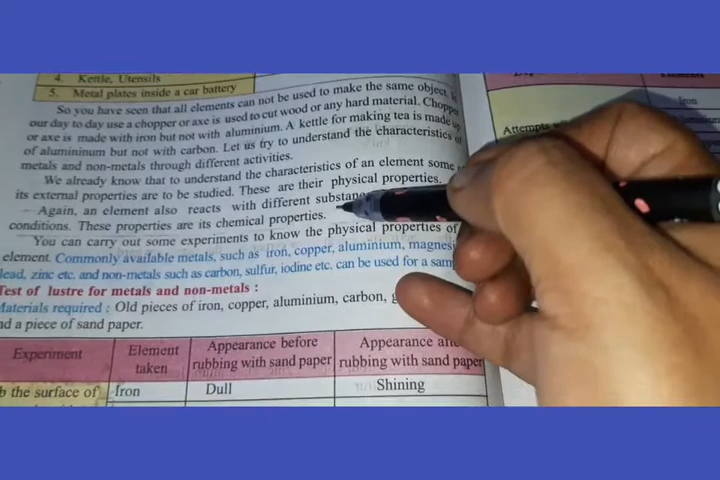 4. Kettle, Utensils
5. Metal plates inside a car battery
So you have seen that all elements can not be used to make the same object
our day to day use a chopper or axe is used to cut wood or any hard material. Chopper
or axe is made with iron but not with aluminium. A kettle for making tea is made up
of alumininum but not with carbon. Let us try to understand the characteristics of
metals and non-metals through different activities.
We already know that to understand the characteristics of an element some
its external properties are to be studied. These are their physical properties.
Again, an element also reacts with different
conditions. These properties are its chemical properties.
You can carry out some experiments to know the physical properties of
element. Commonly available metals, such as iron, copper, aluminium,
lead, zinc etc. and non-metals such as carbon, sulfur, iodine etc. can be used for a
Test of lustre for metals and non-metals :
Materials required : Old pieces of iron, copper, aluminium, carbon,
and a piece of sand paper.
Experiment
Element taken
Appearance before rubbing with sand paper
Appearance after rubbing with sand paper
the surface of
Iron
Dull
Shining
Iron
Attempts